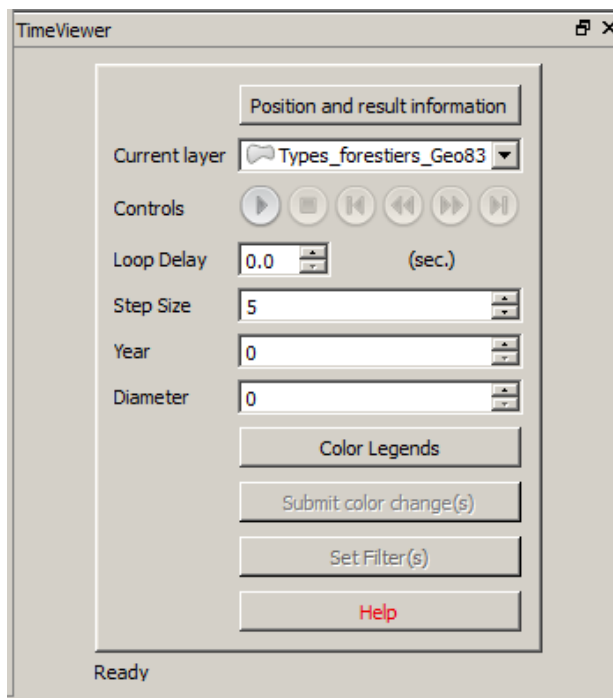 TimeViewer
Position and result information
Current layer Types_forestiers_Geo83
Controls
Loop Delay 0.0 (sec.)
Step Size 5
Year 0
Diameter 0
Color Legends
Submit color change(s)
Set Filter(s)
Help
Ready